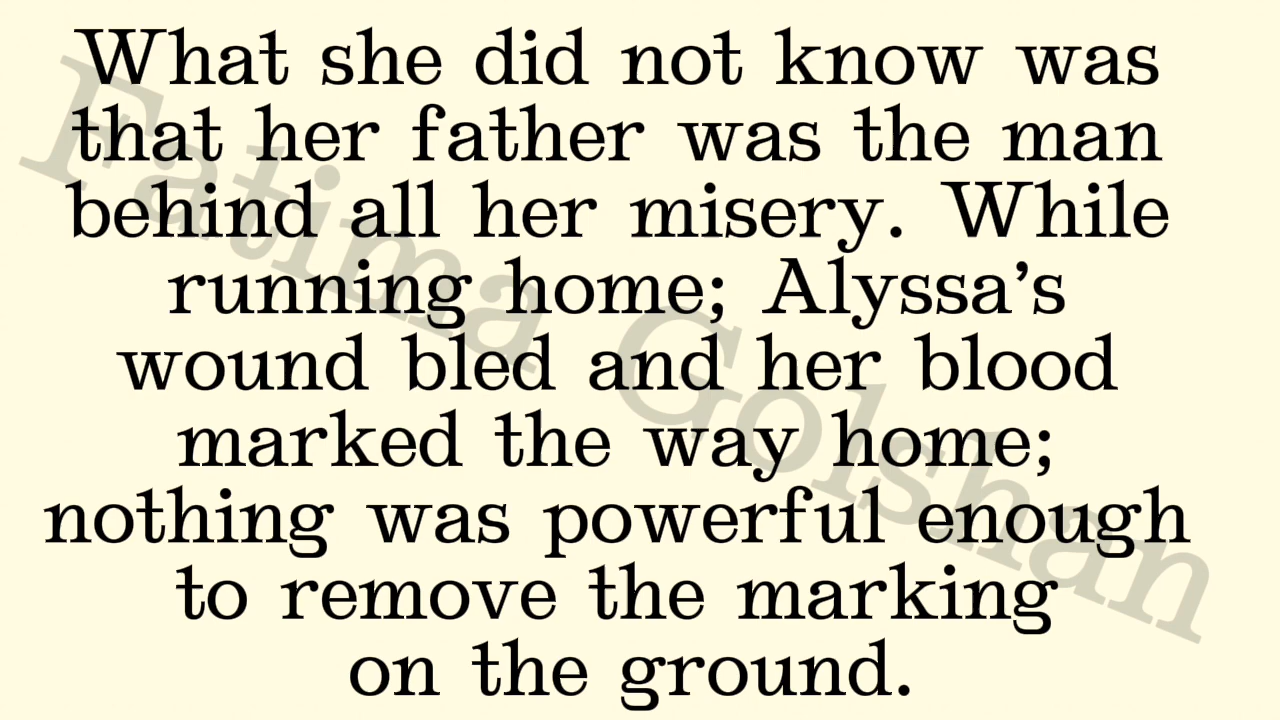 What she did not know was
that her father was the man
behind all her misery. While
running home; Alyssa’s
wound bled and her blood
marked the way home;
nothing was powerful enough
to remove the marking
on the ground.
Fatima Golshan